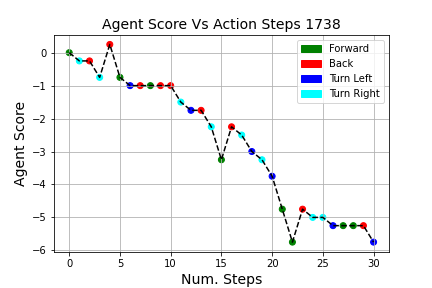 Agent Score Vs Action Steps 1738
Forward
Back
Turn Left
Turn Right
0
−1
−2
−3
−4
−5
−6
Agent Score
0 5 10 15 20 25 30
Num. Steps